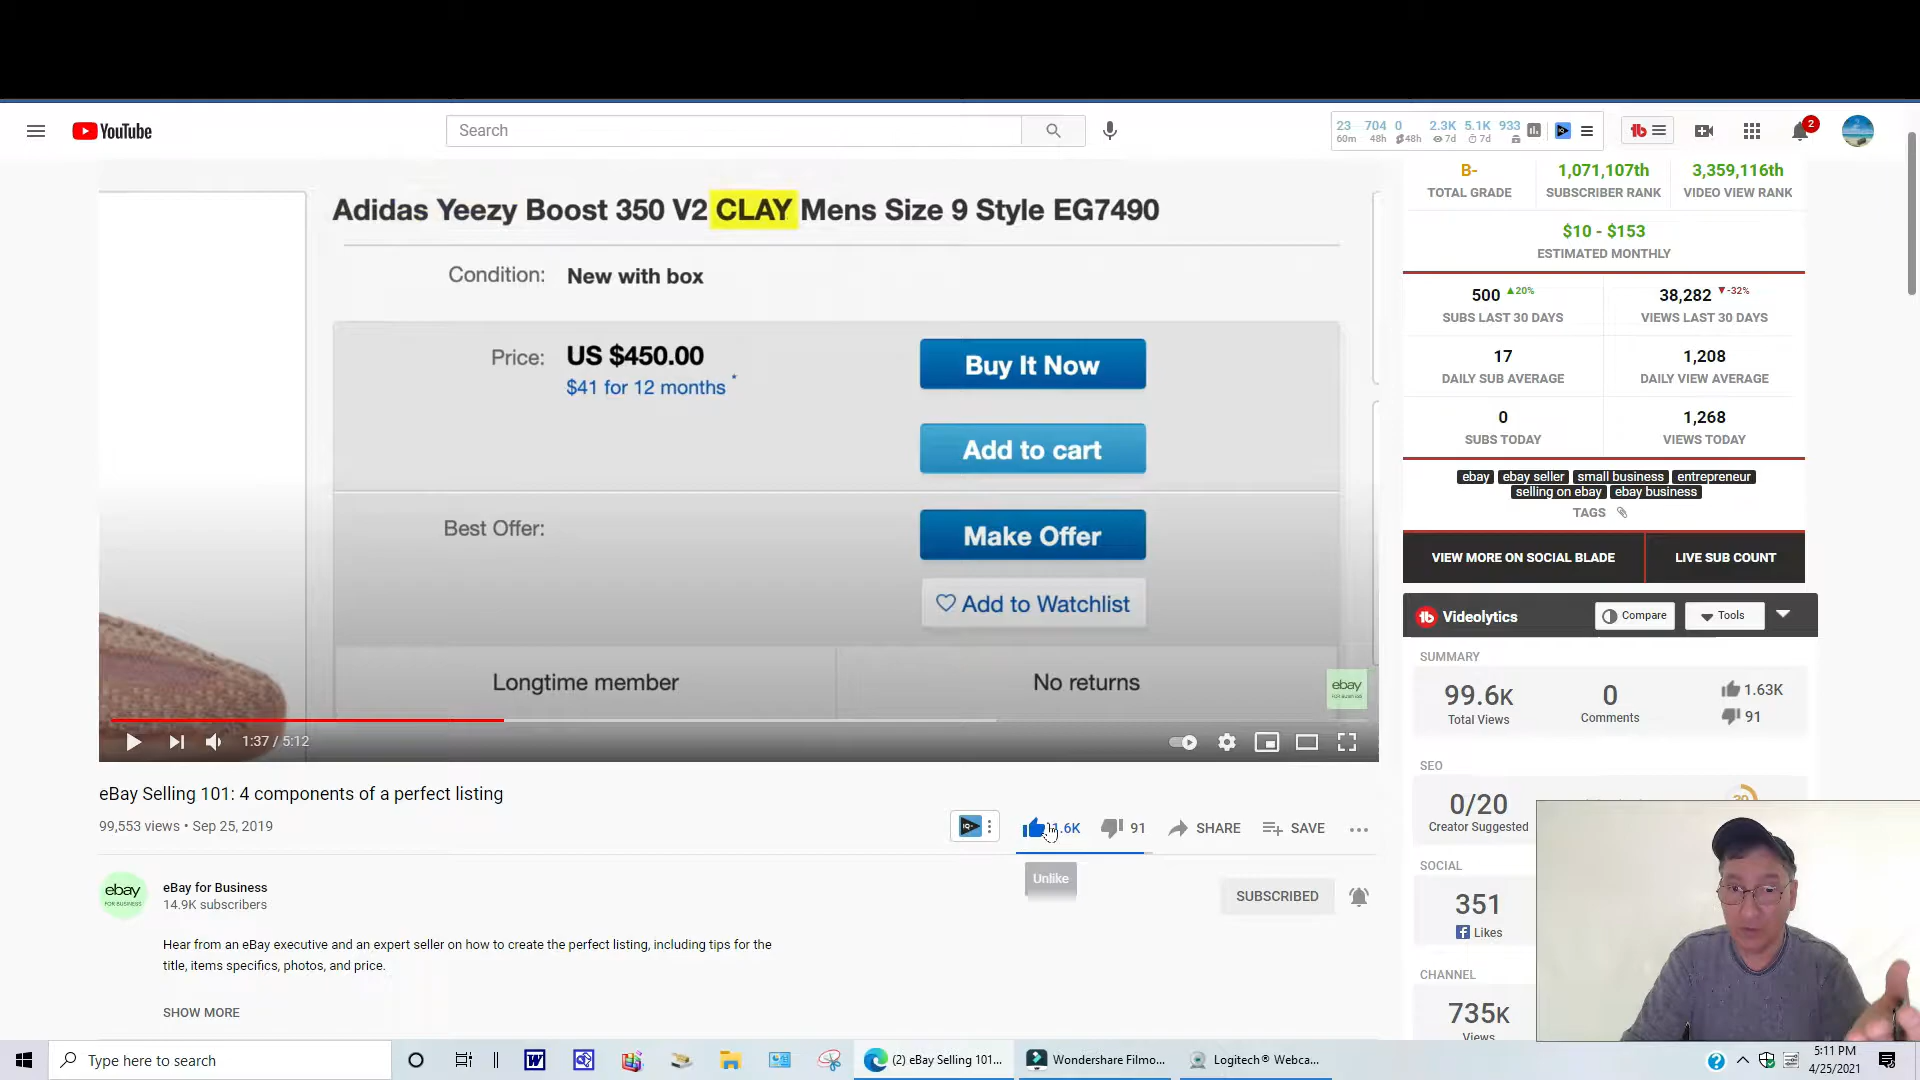 YouTube
Search
23 704 0 2.3K 5.1K 933
60m 48h 48h 7d 7d
2
B-
TOTAL GRADE
1,071,107th
SUBSCRIBER RANK
3,359,116th
VIDEO VIEW RANK
$10 - $153
ESTIMATED MONTHLY
500 ▲20%
SUBS LAST 30 DAYS
38,282 ▼-32%
VIEWS LAST 30 DAYS
17
DAILY SUB AVERAGE
1,208
DAILY VIEW AVERAGE
0
SUBS TODAY
1,268
VIEWS TODAY
ebay ebay seller small business entrepreneur
selling on ebay ebay business
TAGS
VIEW MORE ON SOCIAL BLADE
LIVE SUB COUNT
Adidas Yeezy Boost 350 V2 CLAY Mens Size 9 Style EG7490
Condition: New with box
Price: US $450.00
$41 for 12 months *
Buy It Now
Add to cart
Best Offer:
Make Offer
Add to Watchlist
Longtime member
No returns
ebay
FOR BUSINESS
1:37 / 5:12
eBay Selling 101: 4 components of a perfect listing
99,553 views • Sep 25, 2019
IQ
1.6K
91
SHARE
SAVE
Unlike
ebay
FOR BUSINESS
eBay for Business
14.9K subscribers
SUBSCRIBED
Hear from an eBay executive and an expert seller on how to create the perfect listing, including tips for the
title, items specifics, photos, and price.
SHOW MORE
tb Videolytics
Compare
Tools
SUMMARY
99.6K
Total Views
0
Comments
1.63K
91
SEO
0/20
Creator Suggested
SOCIAL
351
Likes
CHANNEL
735K
Views
Type here to search
(2) eBay Selling 101...
Wondershare Filmo...
Logitech® Webca...
5:11 PM
4/25/2021